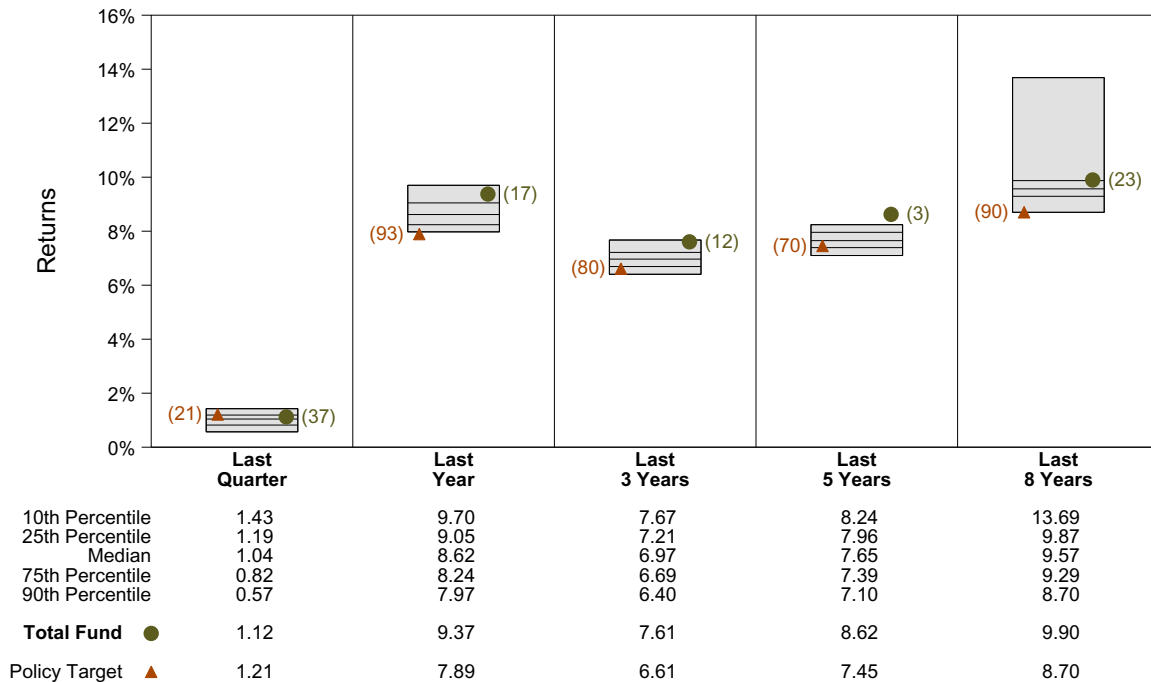 16%
14%
12%
10%
8%
6%
4%
2%
0%
Returns
(21) (37)
(93) (17)
(80) (12)
(70) (3)
(90) (23)
Last Quarter
Last Year
Last 3 Years
Last 5 Years
Last 8 Years
10th Percentile 1.43 9.70 7.67 8.24 13.69
25th Percentile 1.19 9.05 7.21 7.96 9.87
Median 1.04 8.62 6.97 7.65 9.57
75th Percentile 0.82 8.24 6.69 7.39 9.29
90th Percentile 0.57 7.97 6.40 7.10 8.70
Total Fund 1.12 9.37 7.61 8.62 9.90
Policy Target 1.21 7.89 6.61 7.45 8.70